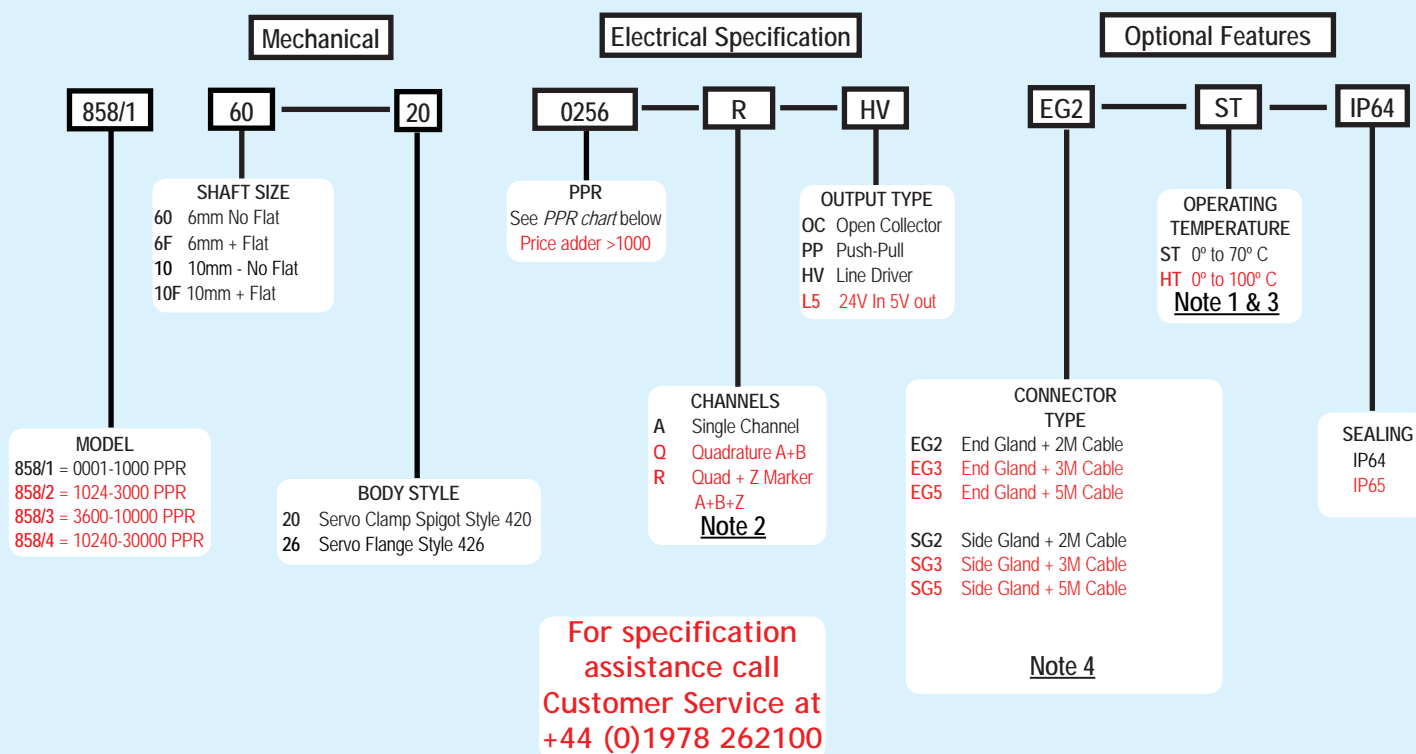 Mechanical
Electrical Specification
Optional Features
858/1
60
20
0256
R
HV
EG2
ST
IP64
SHAFT SIZE
60 6mm No Flat
6F 6mm + Flat
10 10mm - No Flat
10F 10mm + Flat
PPR
See PPR chart below
Price adder >1000
OUTPUT TYPE
OC Open Collector
PP Push-Pull
HV Line Driver
L5 24V In 5V out
OPERATING
TEMPERATURE
ST 0º to 70º C
HT 0º to 100º C
Note 1 & 3
MODEL
858/1 = 0001-1000 PPR
858/2 = 1024-3000 PPR
858/3 = 3600-10000 PPR
858/4 = 10240-30000 PPR
BODY STYLE
20 Servo Clamp Spigot Style 420
26 Servo Flange Style 426
CHANNELS
A Single Channel
Q Quadrature A+B
R Quad + Z Marker
A+B+Z
Note 2
CONNECTOR
TYPE
EG2 End Gland + 2M Cable
EG3 End Gland + 3M Cable
EG5 End Gland + 5M Cable
SG2 Side Gland + 2M Cable
SG3 Side Gland + 3M Cable
SG5 Side Gland + 5M Cable
Note 4
SEALING
IP64
IP65
For specification
assistance call
Customer Service at
+44 (0)1978 262100